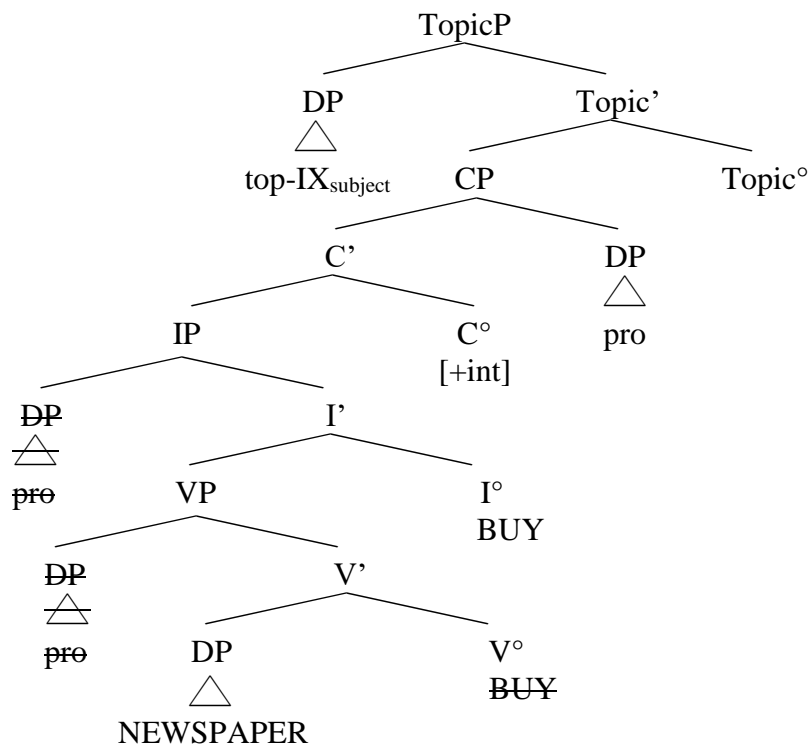 TopicP
DP Topic’
top-IXsubject CP Topic°
C’ DP
IP C° pro
[+int]
DP I’
pro VP I°
BUY
DP V’
pro DP V°
BUY
NEWSPAPER